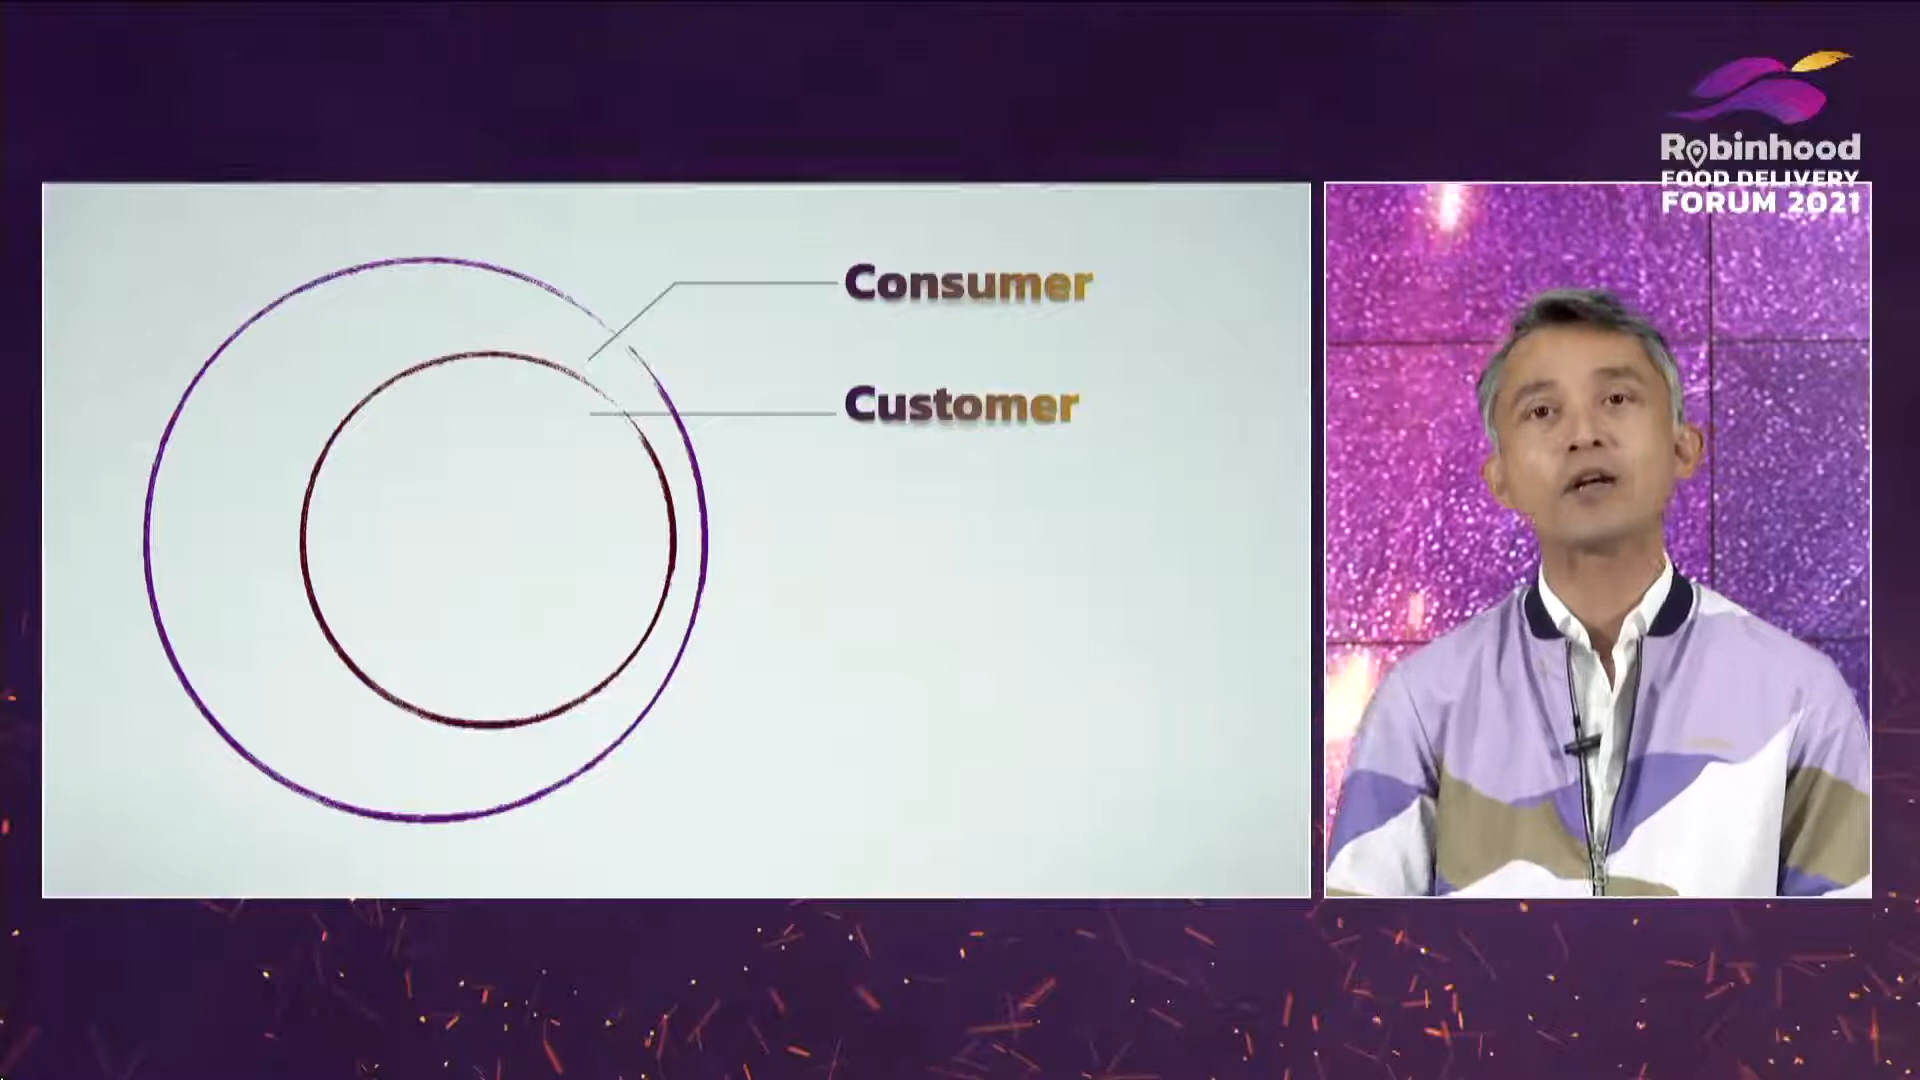 Robinhood
FOOD DELIVERY
FORUM 2021
Consumer
Customer